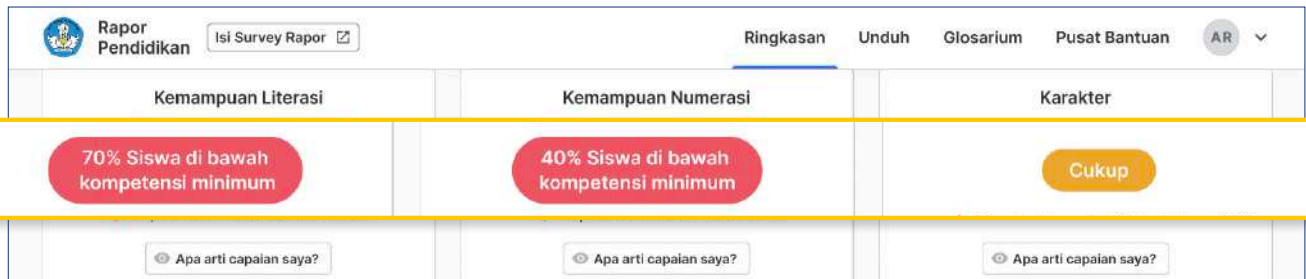 Rapor
Pendidikan
Isi Survey Rapor
Ringkasan
Unduh
Glosarium
Pusat Bantuan
AR
Kemampuan Literasi
Kemampuan Numerasi
Karakter
70% Siswa di bawah
kompetensi minimum
40% Siswa di bawah
kompetensi minimum
Cukup
Apa arti capaian saya?
Apa arti capaian saya?
Apa arti capaian saya?